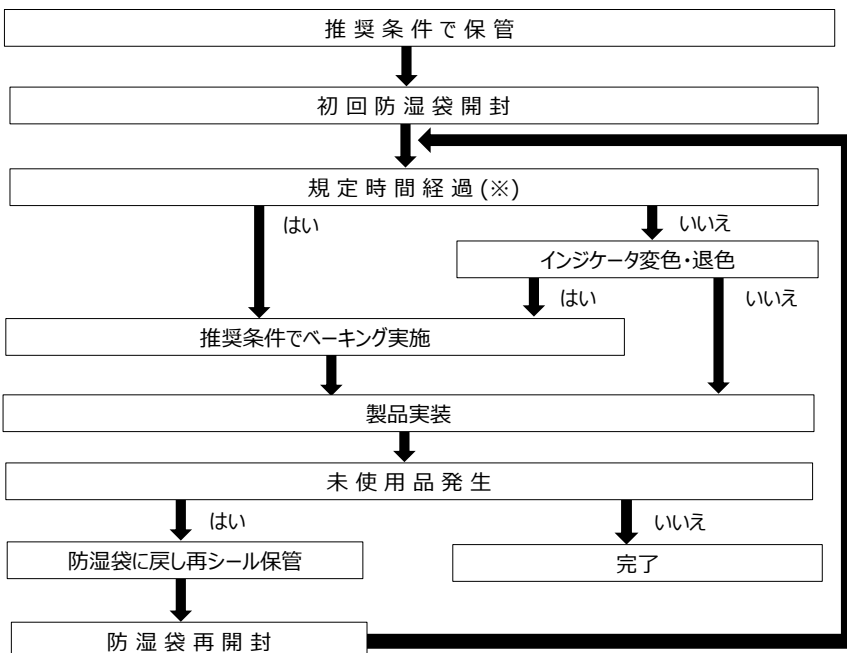 推奨条件で保管
初回防湿袋開封
規定時間経過(※)
はい
いいえ
インジケータ変色・退色
はい
いいえ
推奨条件でベーキング実施
製品実装
未使用品発生
はい
いいえ
防湿袋に戻し再シール保管
完了
防湿袋再開封